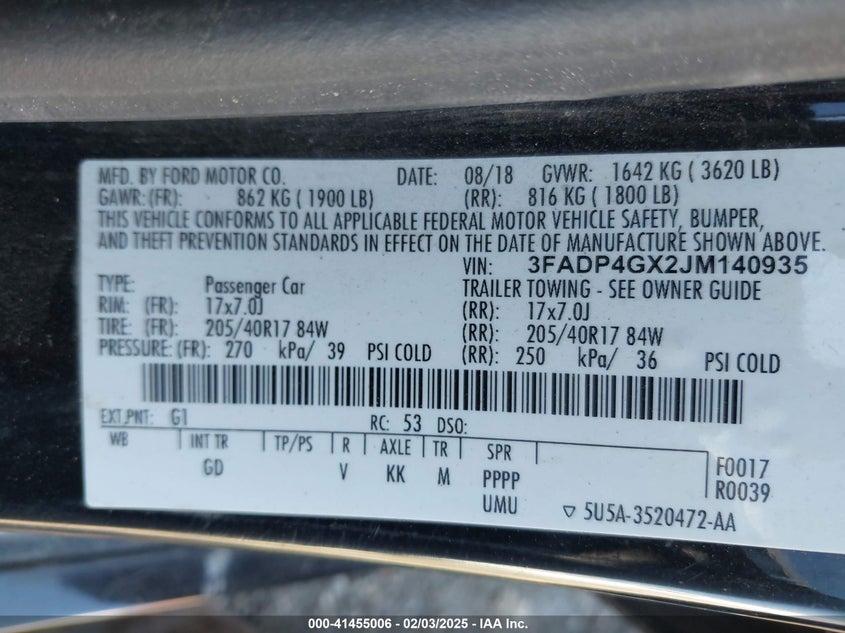 MFD. BY FORD MOTOR CO. DATE: 08/18 GVWR: 1642 KG ( 3620 LB)
GAWR: (FR): 862 KG ( 1900 LB) (RR): 816 KG ( 1800 LB)
THIS VEHICLE CONFORMS TO ALL APPLICABLE FEDERAL MOTOR VEHICLE SAFETY, BUMPER,
AND THEFT PREVENTION STANDARDS IN EFFECT ON THE DATE OF MANUFACTURE SHOWN ABOVE.
VIN: 3FADP4GX2JM140935
TYPE: Passenger Car TRAILER TOWING - SEE OWNER GUIDE
RIM: (FR): 17x7.0J (RR): 17x7.0J
TIRE: (FR): 205/40R17 84W (RR): 205/40R17 84W
PRESSURE: (FR): 270 kPa/ 39 PSI COLD (RR): 250 kPa/ 36 PSI COLD
EXT PNT: G1 RC: 53 DSO:
WB INT TR TP/PS R AXLE TR SPR F0017
GD V KK M PPPP R0039
UMU ▽ 5U5A-3520472-AA
000-41455006 - 02/03/2025 - IAA Inc.